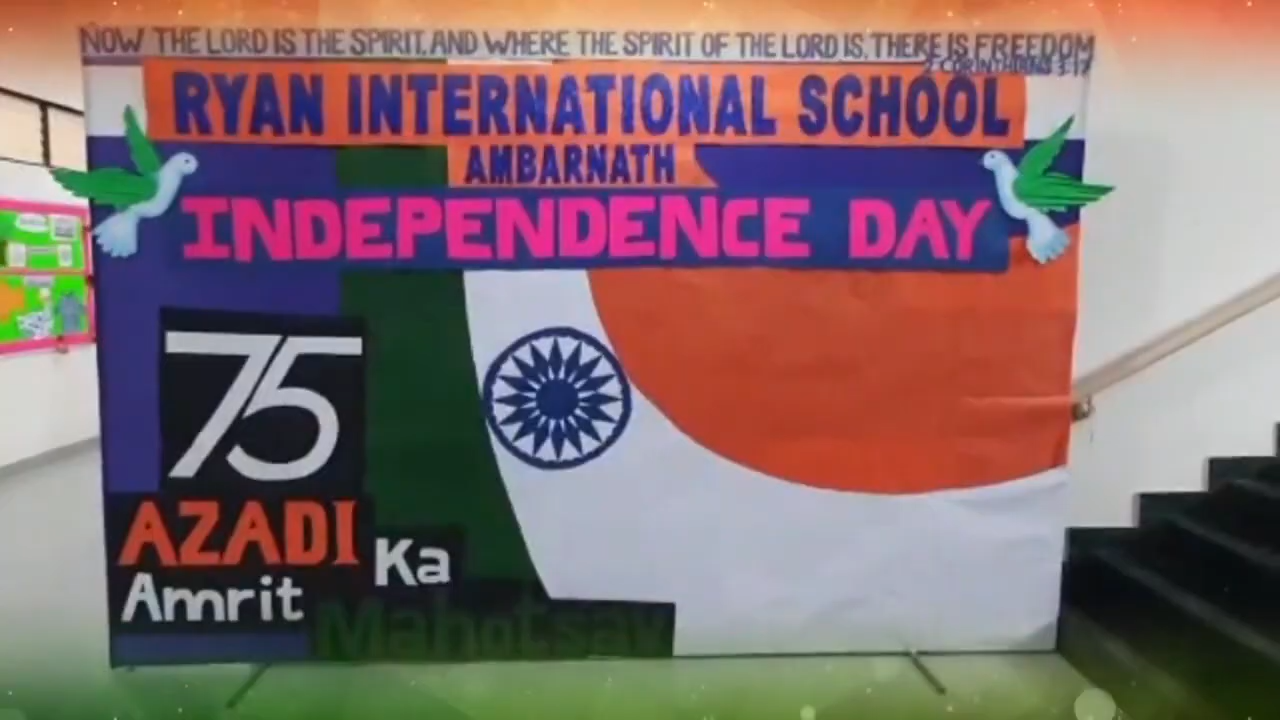 NOW THE LORD IS THE SPIRIT, AND WHERE THE SPIRIT OF THE LORD IS, THERE IS FREEDOM
2 CORINTHIANS 3:17
RYAN INTERNATIONAL SCHOOL
AMBARNATH
INDEPENDENCE DAY
75
AZADI
Ka
Amrit
Mahotsav